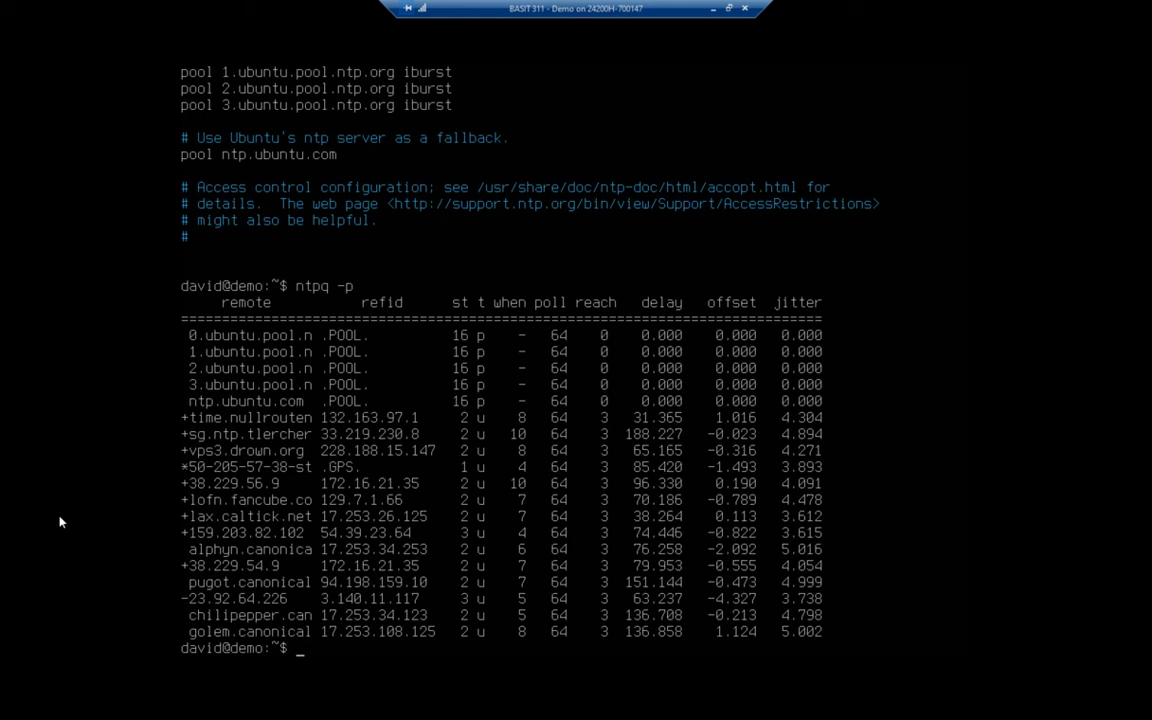 BASIT 311 - Demo on 24200H-700147
pool 1.ubuntu.pool.ntp.org iburst
pool 2.ubuntu.pool.ntp.org iburst
pool 3.ubuntu.pool.ntp.org iburst
# Use Ubuntu's ntp server as a fallback.
pool ntp.ubuntu.com
# Access control configuration; see /usr/share/doc/ntp-doc/html/accopt.html for
# details.  The web page <http://support.ntp.org/bin/view/Support/AccessRestrictions>
# might also be helpful.
#
david@demo:~$ ntpq -p
     remote           refid      st t when poll reach   delay   offset  jitter
==============================================================================
 0.ubuntu.pool.n .POOL.          16 p    -   64    0    0.000    0.000   0.000
 1.ubuntu.pool.n .POOL.          16 p    -   64    0    0.000    0.000   0.000
 2.ubuntu.pool.n .POOL.          16 p    -   64    0    0.000    0.000   0.000
 3.ubuntu.pool.n .POOL.          16 p    -   64    0    0.000    0.000   0.000
 ntp.ubuntu.com  .POOL.          16 p    -   64    0    0.000    0.000   0.000
+time.nullrouten 132.163.97.1     2 u    8   64    3   31.365    1.016   4.304
+sg.ntp.tlercher 33.219.230.8     2 u   10   64    3  188.227   -0.023   4.894
+vps3.drown.org  228.188.15.147   2 u    8   64    3   65.165   -0.316   4.271
*50-205-57-38-st .GPS.            1 u    4   64    3   85.420   -1.493   3.893
+38.229.56.9     172.16.21.35     2 u   10   64    3   96.330    0.190   4.091
+lofn.fancube.co 129.7.1.66       2 u    7   64    3   70.186   -0.789   4.478
+lax.caltick.net 17.253.26.125    2 u    7   64    3   38.264    0.113   3.612
+159.203.82.102  54.39.23.64      3 u    4   64    3   74.446   -0.822   3.615
 alphyn.canonica 17.253.34.253    2 u    6   64    3   76.258   -2.092   5.016
+38.229.54.9     172.16.21.35     2 u    7   64    3   79.953   -0.555   4.054
 pugot.canonical 94.198.159.10    2 u    7   64    3  151.144   -0.473   4.999
-23.92.64.226    3.140.11.117     3 u    5   64    3   63.237   -4.327   3.738
 chilipepper.can 17.253.34.123    2 u    5   64    3  136.708   -0.213   4.798
 golem.canonical 17.253.108.125   2 u    8   64    3  136.858    1.124   5.002
david@demo:~$ _